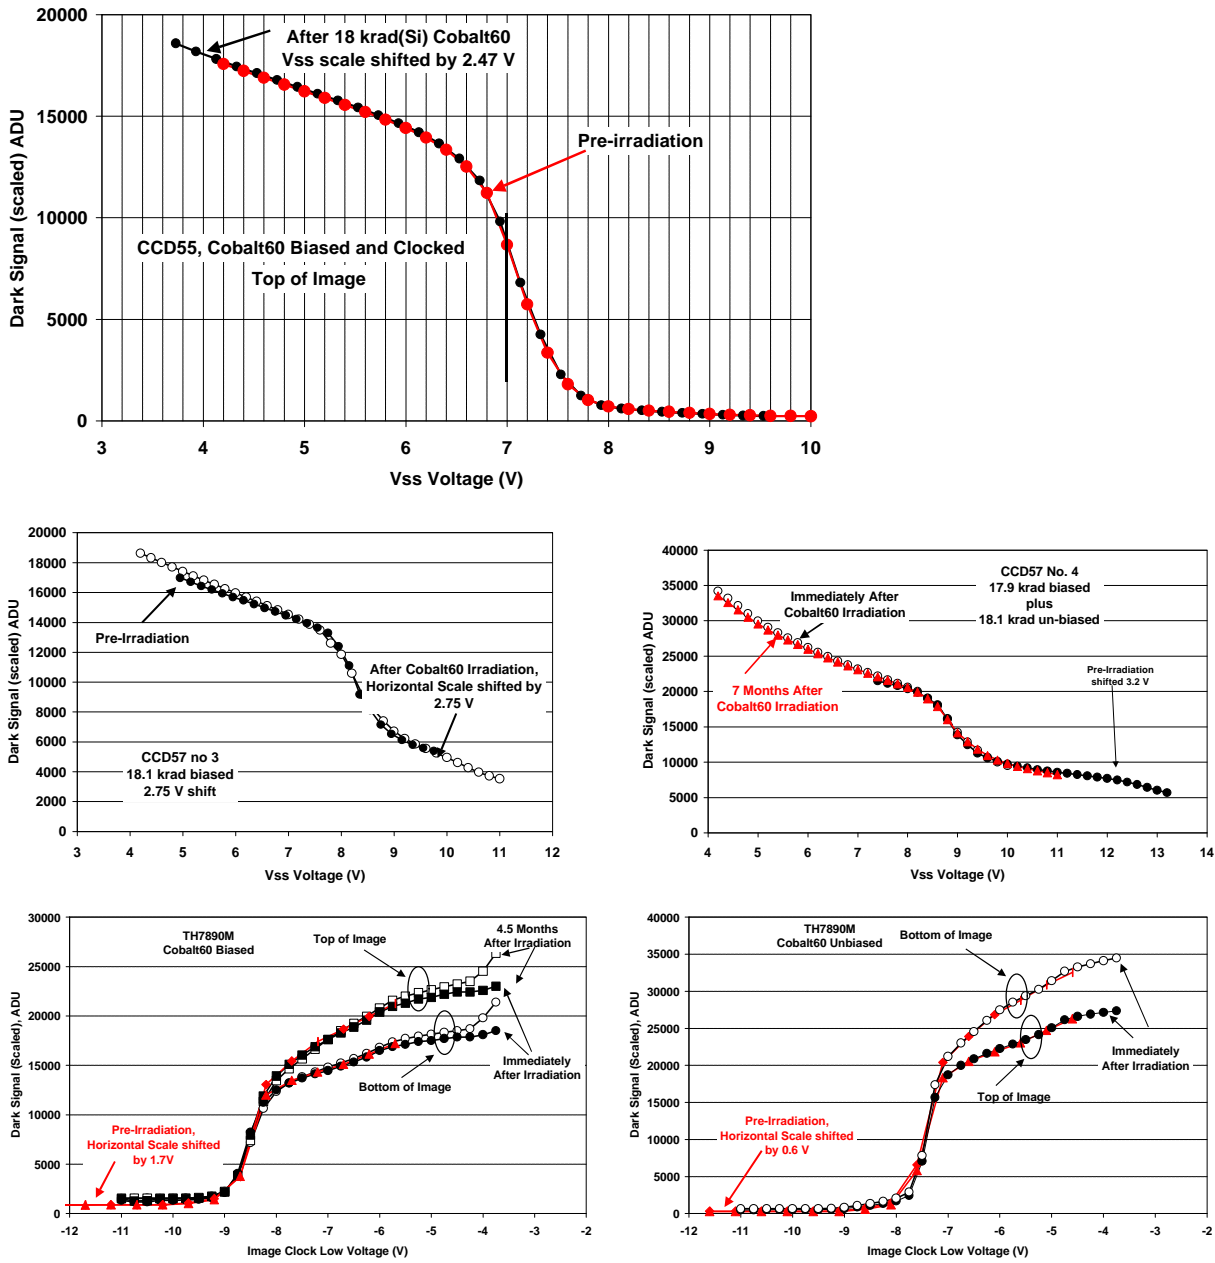 20000
15000
10000
5000
0
Dark Signal (scaled) ADU
After 18 krad(Si) Cobalt60
Vss scale shifted by 2.47 V
Pre-irradiation
CCD55, Cobalt60 Biased and Clocked
Top of Image
3 4 5 6 7 8 9 10
Vss Voltage (V)
20000
18000
16000
14000
12000
10000
8000
6000
4000
2000
0
Dark Signal (scaled) ADU
Pre-Irradiation
After Cobalt60 Irradiation,
Horizontal Scale shifted by
2.75 V
CCD57 no 3
18.1 krad biased
2.75 V shift
3 4 5 6 7 8 9 10 11 12
Vss Voltage (V)
40000
35000
30000
25000
20000
15000
10000
5000
0
Dark Signal (scaled) ADU
CCD57 No. 4
17.9 krad biased
plus
18.1 krad un-biased
Immediately After
Cobalt60 Irradiation
7 Months After
Cobalt60 Irradiation
Pre-Irradiation
shifted 3.2 V
4 5 6 7 8 9 10 11 12 13 14
Vss Voltage (V)
30000
25000
20000
15000
10000
5000
0
Dark Signal (Scaled), ADU
TH7890M
Cobalt60 Biased
Top of Image
4.5 Months
After Irradiation
Immediately
After Irradiation
Bottom of Image
Pre-Irradiation,
Horizontal Scale shifted
by 1.7V
-12 -11 -10 -9 -8 -7 -6 -5 -4 -3 -2
Image Clock Low Voltage (V)
40000
35000
30000
25000
20000
15000
10000
5000
0
Dark Signal (Scaled), ADU
TH7890M
Cobalt60 Unbiased
Bottom of Image
Immediately
After Irradiation
Top of Image
Pre-Irradiation,
Horizontal Scale shifted
by 0.6 V
-12 -11 -10 -9 -8 -7 -6 -5 -4 -3 -2
Image Clock Low Voltage (V)